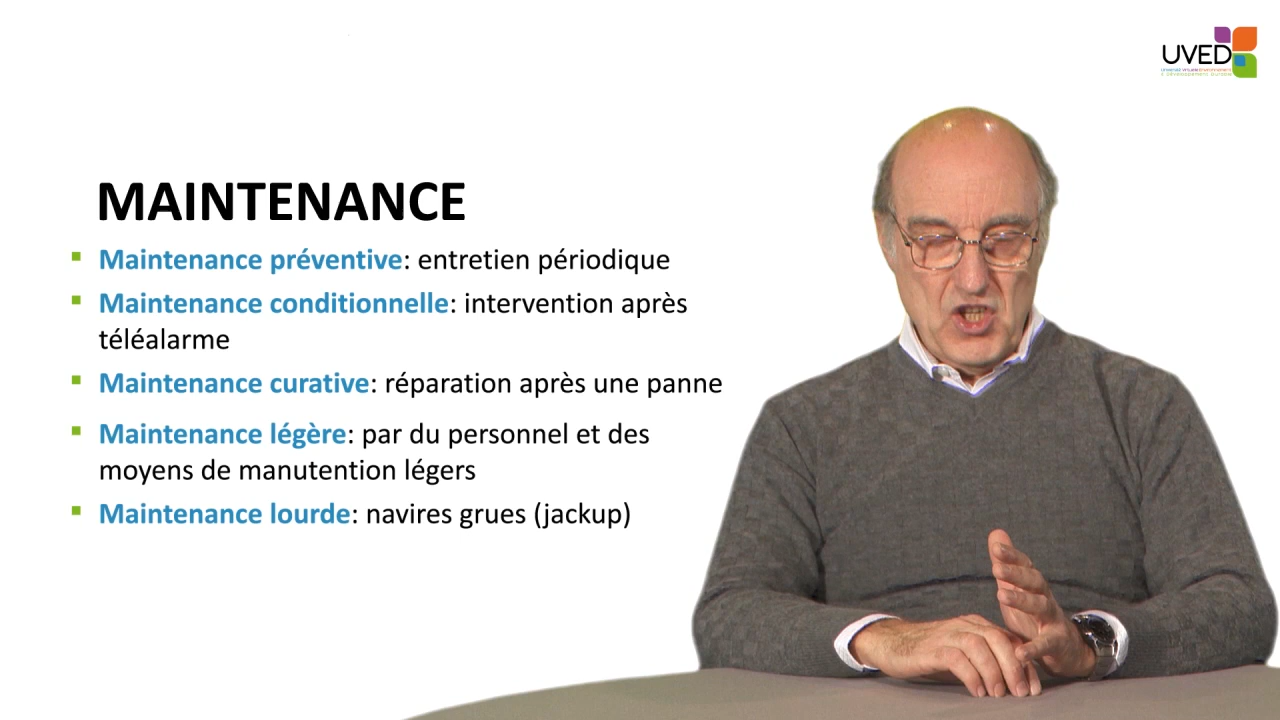 UVED
MAINTENANCE
Maintenance préventive: entretien périodique
Maintenance conditionnelle: intervention après
téléalarme
Maintenance curative: réparation après une panne
Maintenance légère: par du personnel et des
moyens de manutention légers
Maintenance lourde: navires grues (jackup)